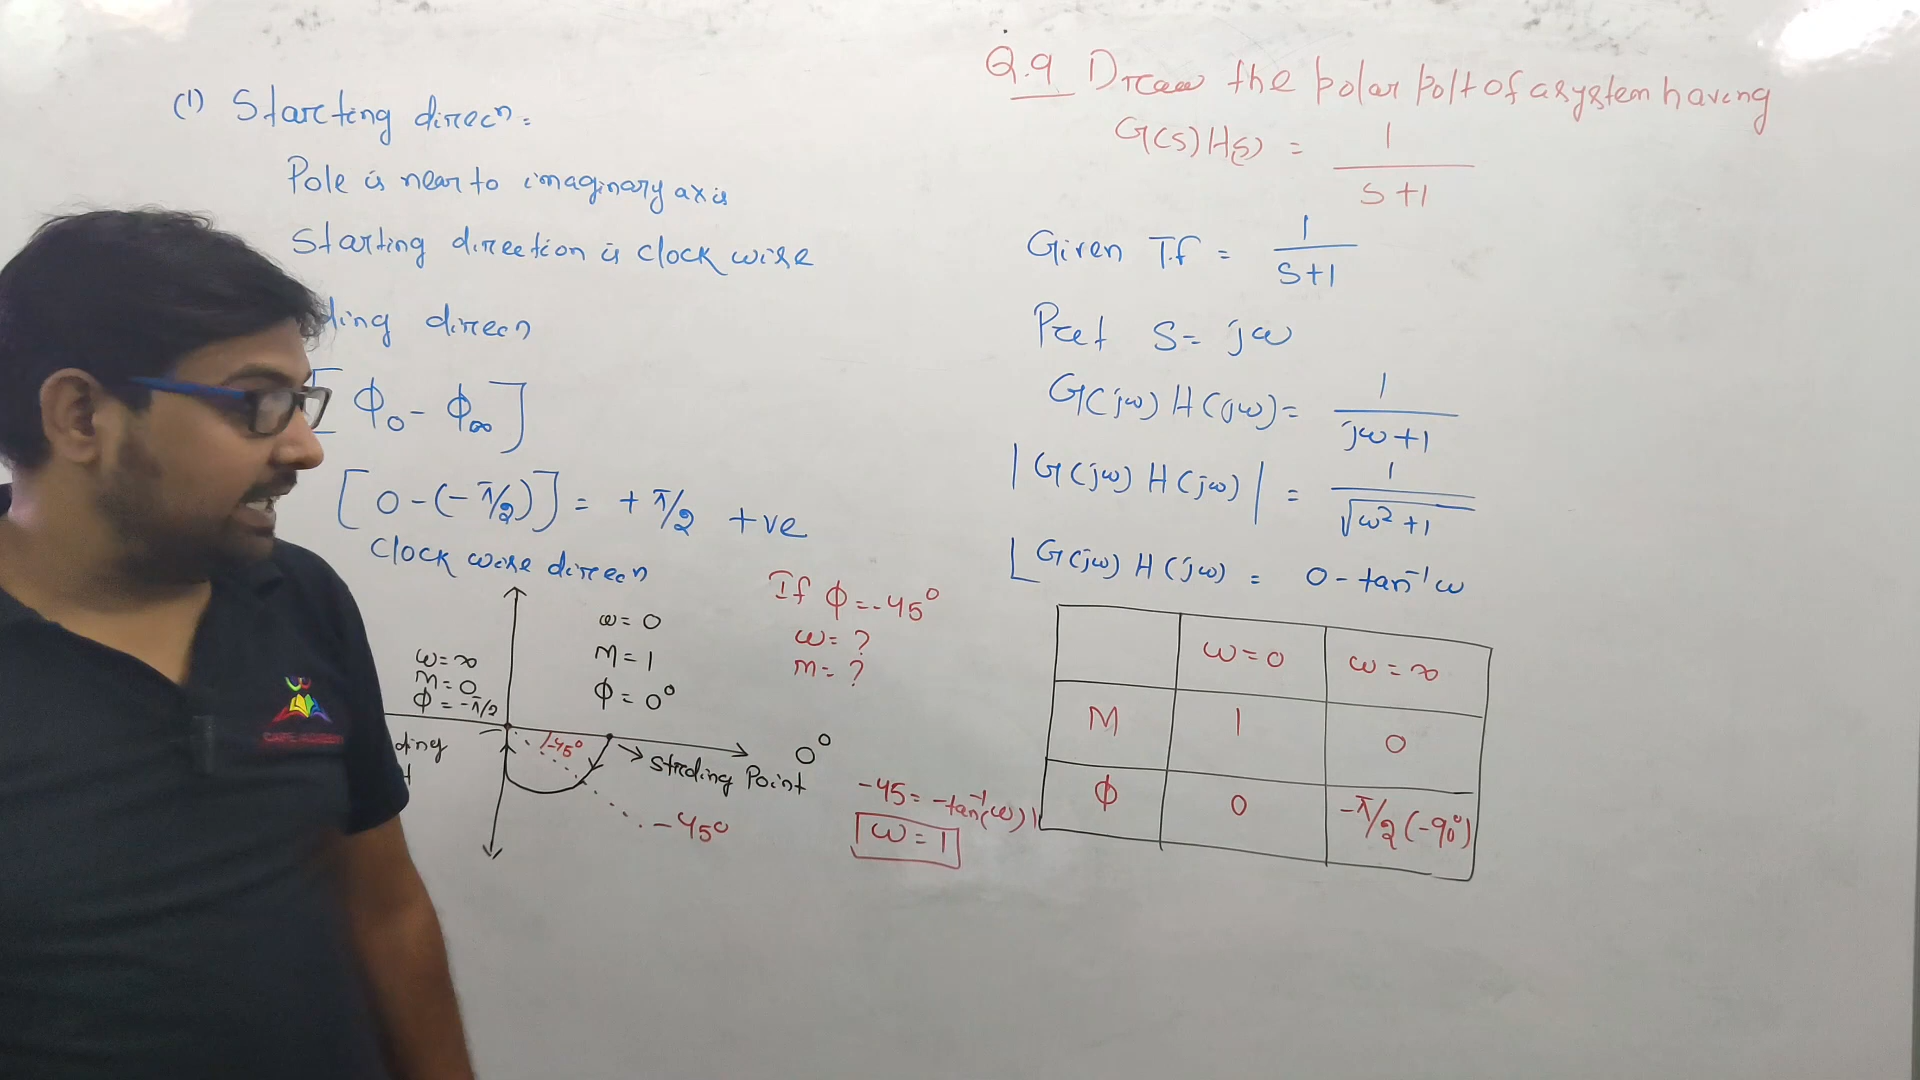 Q.9 Draw the polar polt of a system having
G(s)H(s) = 1/(s+1)
Given T.f = 1/(s+1)
Put s = jω
G(jω) H(jω) = 1/(jω+1)
|G(jω) H(jω)| = 1/√(ω²+1)
∠G(jω) H(jω) = 0 - tan⁻¹ω
ω=0 ω=∞
M 1 0
ϕ 0 -π/2 (-90°)
(1) Starting direcn:
Pole is near to imaginary axis
Starting direction is clock wise
ding direcn
[ϕ₀ - ϕ∞]
[0-(-π/2)] = +π/2 +ve
Clock wise direcn
ω=∞
M=0
ϕ=-π/2
ω=0
M=1
ϕ=0°
If ϕ=-45°
ω=?
m=?
ding
-45°
Point
0°
-45°
-45=-tan⁻¹(ω)
ω=1